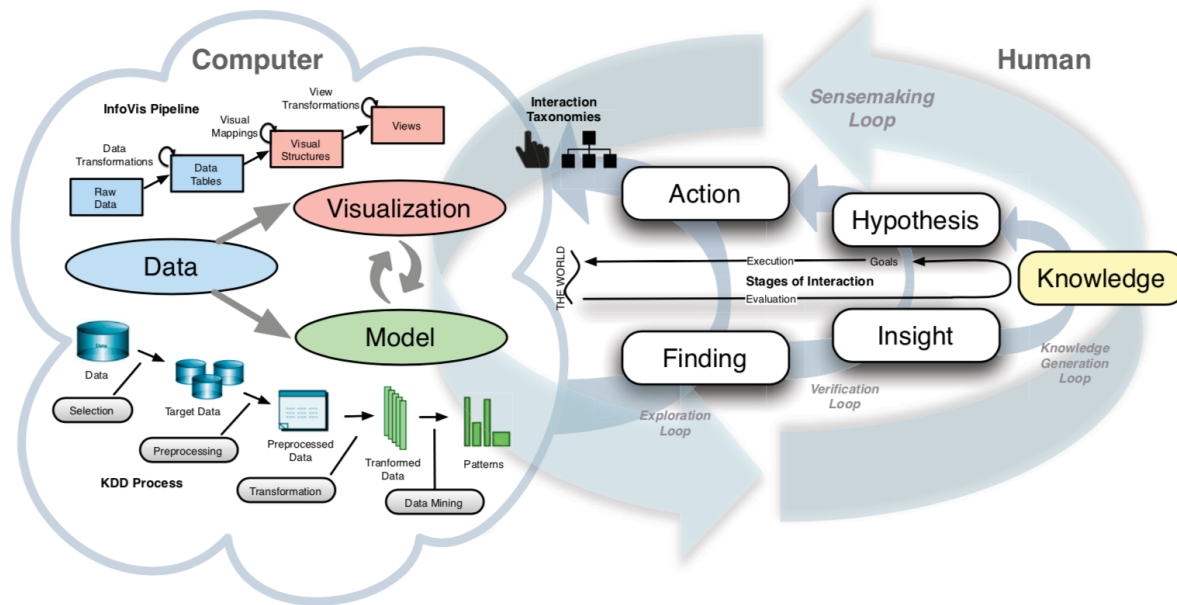 Computer
Human
InfoVis Pipeline
View
Transformations
Visual
Mappings
Data
Transformations
Raw
Data
Data
Tables
Visual
Structures
Views
Interaction
Taxonomies
Sensemaking
Loop
Visualization
Data
Model
Action
Hypothesis
Knowledge
THE WORLD
Execution
Goals
Stages of Interaction
Evaluation
Finding
Insight
Exploration
Loop
Verification
Loop
Knowledge
Generation
Loop
Data
Data
Selection
Target Data
Preprocessing
Preprocessed
Data
Transformation
Tranformed
Data
Data Mining
Patterns
KDD Process